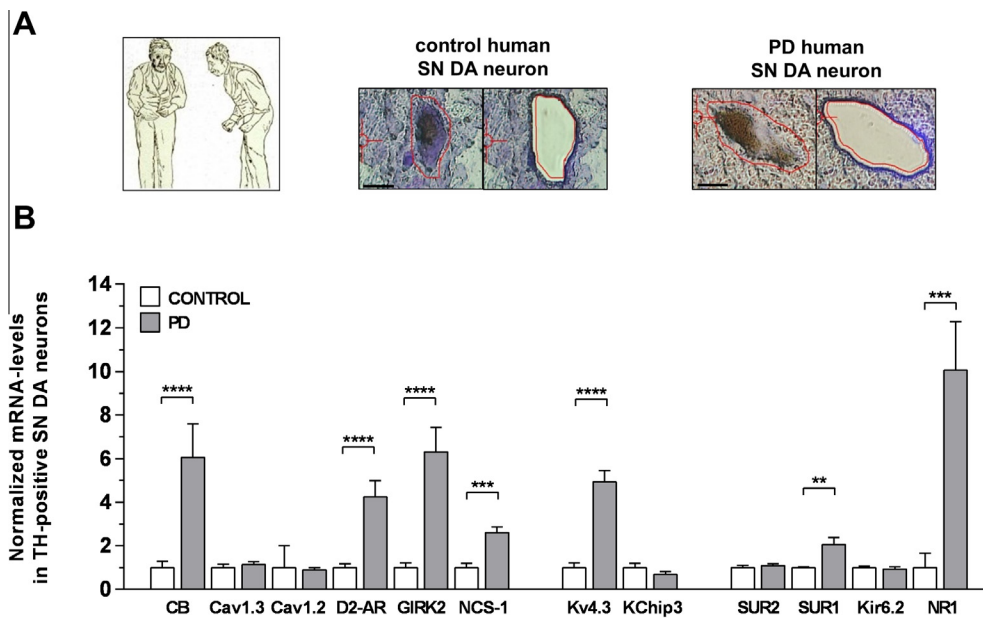 A
control human
SN DA neuron
PD human
SN DA neuron
B
Normalized mRNA-levels
in TH-positive SN DA neurons
14
12
10
8
6
4
2
0
CONTROL
PD
****
****
****
***
****
**
***
CB Cav1.3 Cav1.2 D2-AR GIRK2 NCS-1 Kv4.3 KChip3 SUR2 SUR1 Kir6.2 NR1